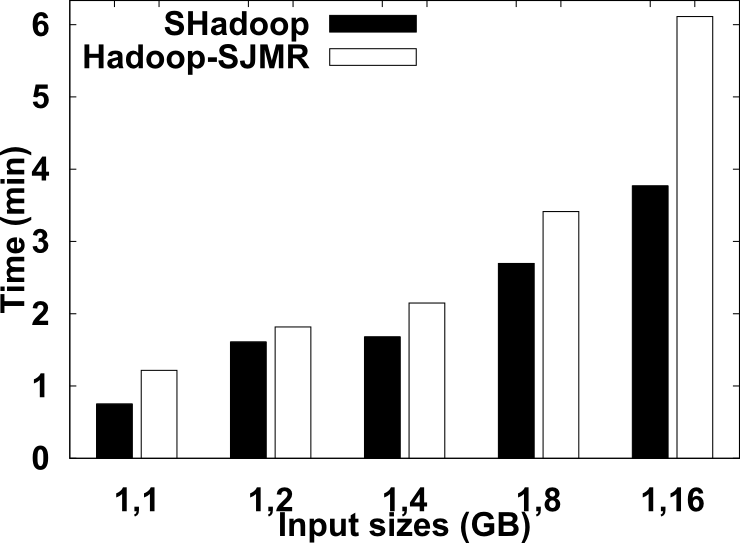 SHadoop
Hadoop-SJMR
Time (min)
6
5
4
3
2
1
0
1,1 1,2 1,4 1,8 1,16
Input sizes (GB)